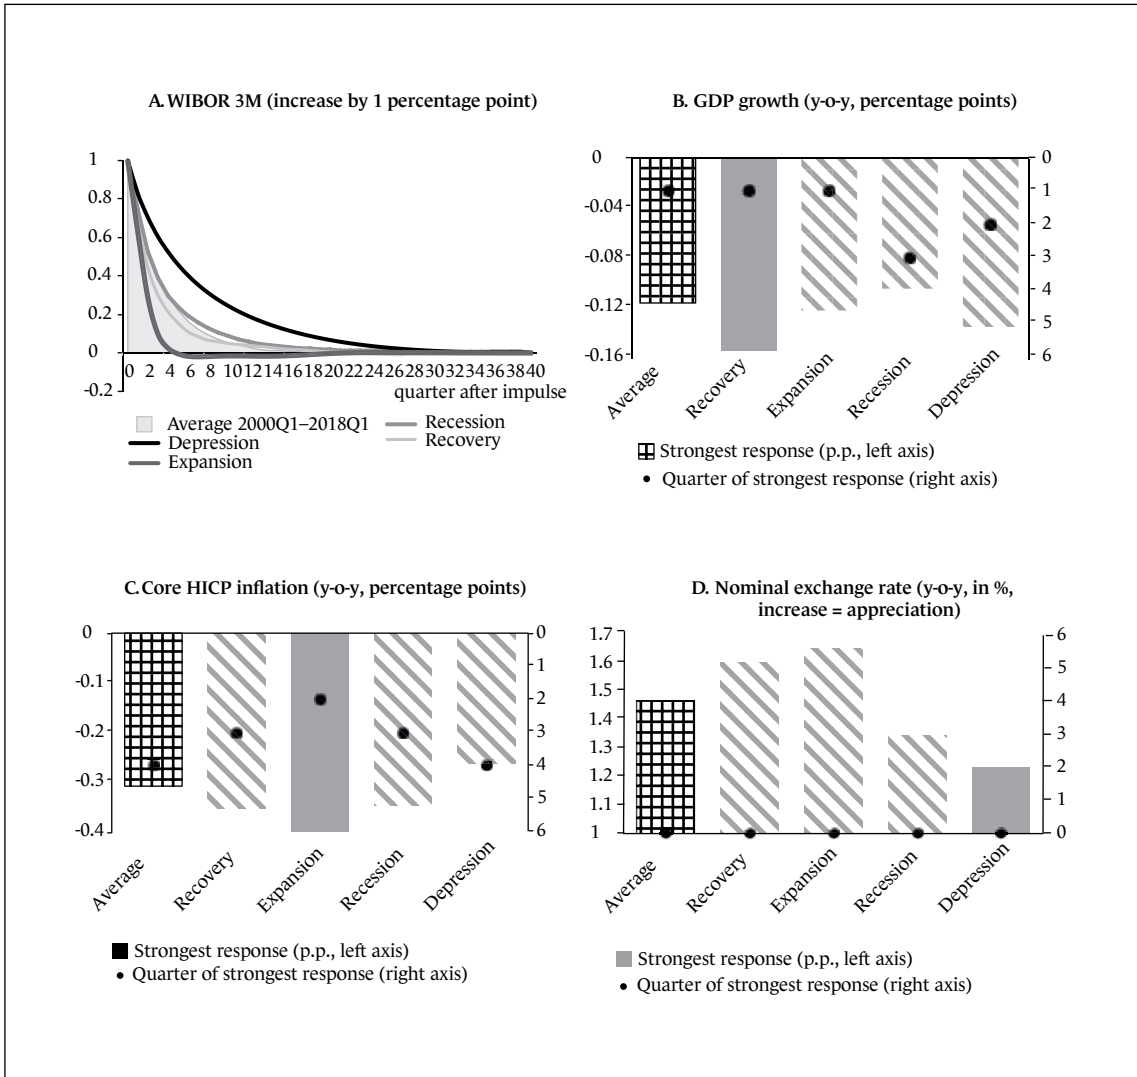 A. WIBOR 3M (increase by 1 percentage point)
1
0.8
0.6
0.4
0.2
0
-0.2
0 2 4 6 8 10 12 14 16 18 20 22 24 26 28 30 32 34 36 38 40
quarter after impulse
Average 2000Q1–2018Q1
Depression
Expansion
Recession
Recovery
B. GDP growth (y-o-y, percentage points)
0
-0.04
-0.08
-0.12
-0.16
0
1
2
3
4
5
6
Average
Recovery
Expansion
Recession
Depression
Strongest response (p.p., left axis)
Quarter of strongest response (right axis)
C. Core HICP inflation (y-o-y, percentage points)
0
-0.1
-0.2
-0.3
-0.4
0
1
2
3
4
5
6
Average
Recovery
Expansion
Recession
Depression
Strongest response (p.p., left axis)
Quarter of strongest response (right axis)
D. Nominal exchange rate (y-o-y, in %,
increase = appreciation)
1.7
1.6
1.5
1.4
1.3
1.2
1.1
1
6
5
4
3
2
1
0
Average
Recovery
Expansion
Recession
Depression
Strongest response (p.p., left axis)
Quarter of strongest response (right axis)